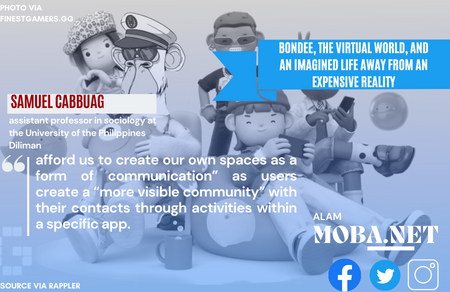 PHOTO VIA
FINESTGAMERS.GG
BONDEE, THE VIRTUAL WORLD, AND
AN IMAGINED LIFE AWAY FROM AN
EXPENSIVE REALITY
SAMUEL CABBUAG
assistant professor in sociology at
the University of the Philippines
Diliman
“ afford us to create our own spaces as a
form of communication” as users
create a “more visible community” with
their contacts through activities within
a specific app.
ALAM
MOBA.NET
SOURCE VIA RAPPLER